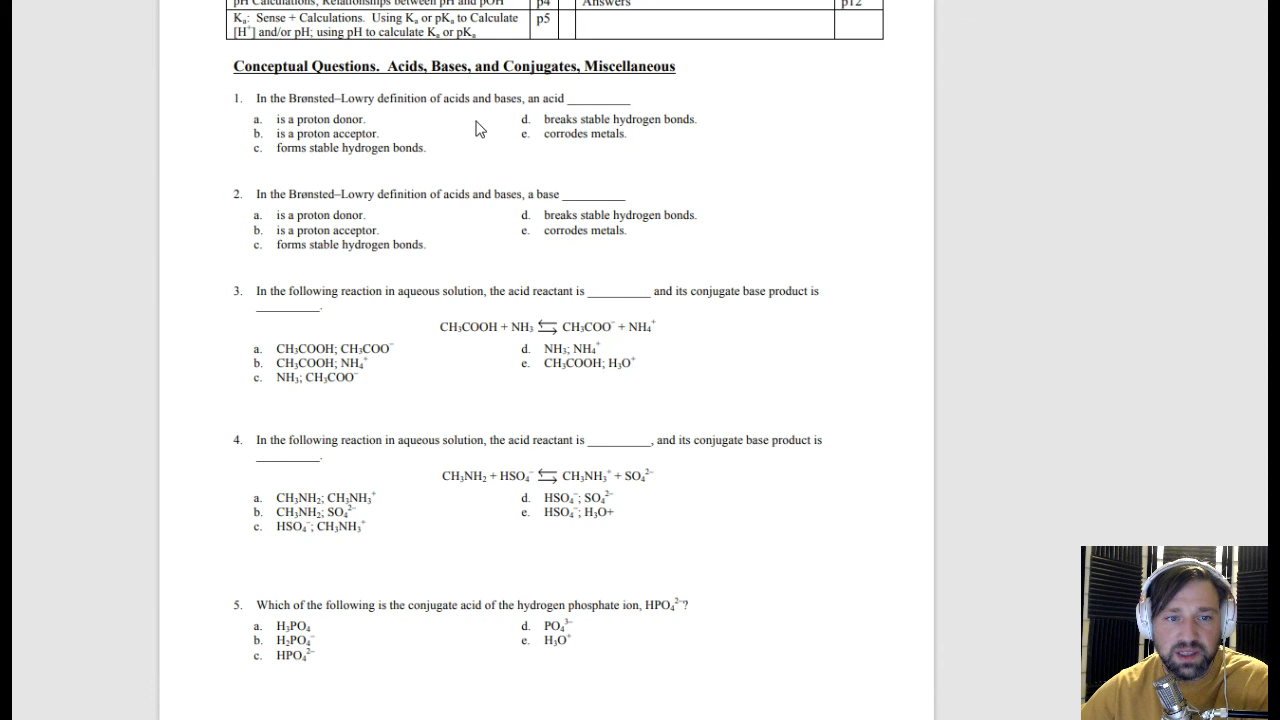 pH Calculations; Relationships between pH and pOH p4 Answers p12
Kₐ: Sense + Calculations. Using Kₐ or pKₐ to Calculate p5
[H⁺] and/or pH; using pH to calculate Kₐ or pKₐ
Conceptual Questions. Acids, Bases, and Conjugates, Miscellaneous
1. In the Brønsted–Lowry definition of acids and bases, an acid __________
a. is a proton donor. d. breaks stable hydrogen bonds.
b. is a proton acceptor. e. corrodes metals.
c. forms stable hydrogen bonds.
2. In the Brønsted–Lowry definition of acids and bases, a base __________
a. is a proton donor. d. breaks stable hydrogen bonds.
b. is a proton acceptor. e. corrodes metals.
c. forms stable hydrogen bonds.
3. In the following reaction in aqueous solution, the acid reactant is __________ and its conjugate base product is
__________.
CH₃COOH + NH₃ ⇆ CH₃COO⁻ + NH₄⁺
a. CH₃COOH; CH₃COO⁻ d. NH₃; NH₄⁺
b. CH₃COOH; NH₄⁺ e. CH₃COOH; H₃O⁺
c. NH₃; CH₃COO⁻
4. In the following reaction in aqueous solution, the acid reactant is __________, and its conjugate base product is
__________.
CH₃NH₂ + HSO₄⁻ ⇆ CH₃NH₃⁺ + SO₄²⁻
a. CH₃NH₂; CH₃NH₃⁺ d. HSO₄⁻; SO₄²⁻
b. CH₃NH₂; SO₄²⁻ e. HSO₄⁻; H₃O+
c. HSO₄⁻; CH₃NH₃⁺
5. Which of the following is the conjugate acid of the hydrogen phosphate ion, HPO₄²⁻?
a. H₃PO₄ d. PO₄³⁻
b. H₂PO₄⁻ e. H₃O⁺
c. HPO₄²⁻